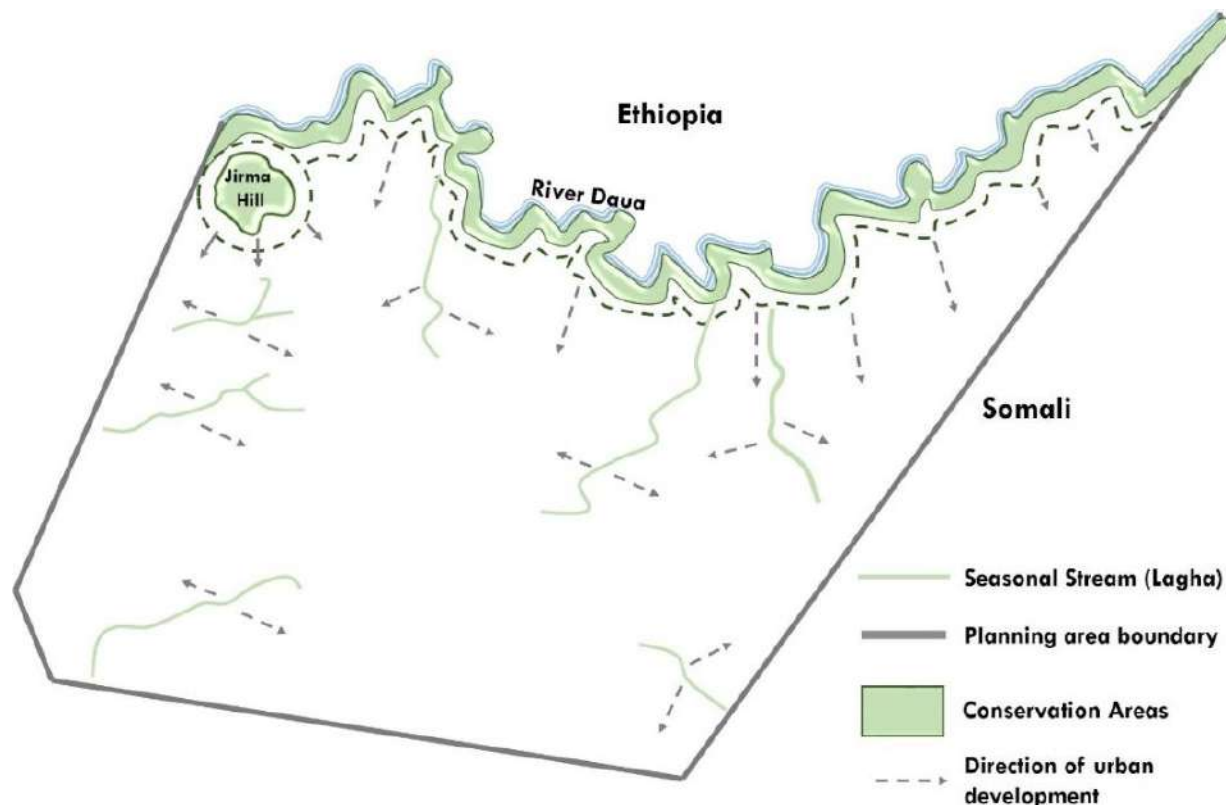 Ethiopia
Jirma
Hill
River Daua
Somali
Seasonal Stream (Lagha)
Planning area boundary
Conservation Areas
Direction of urban
development